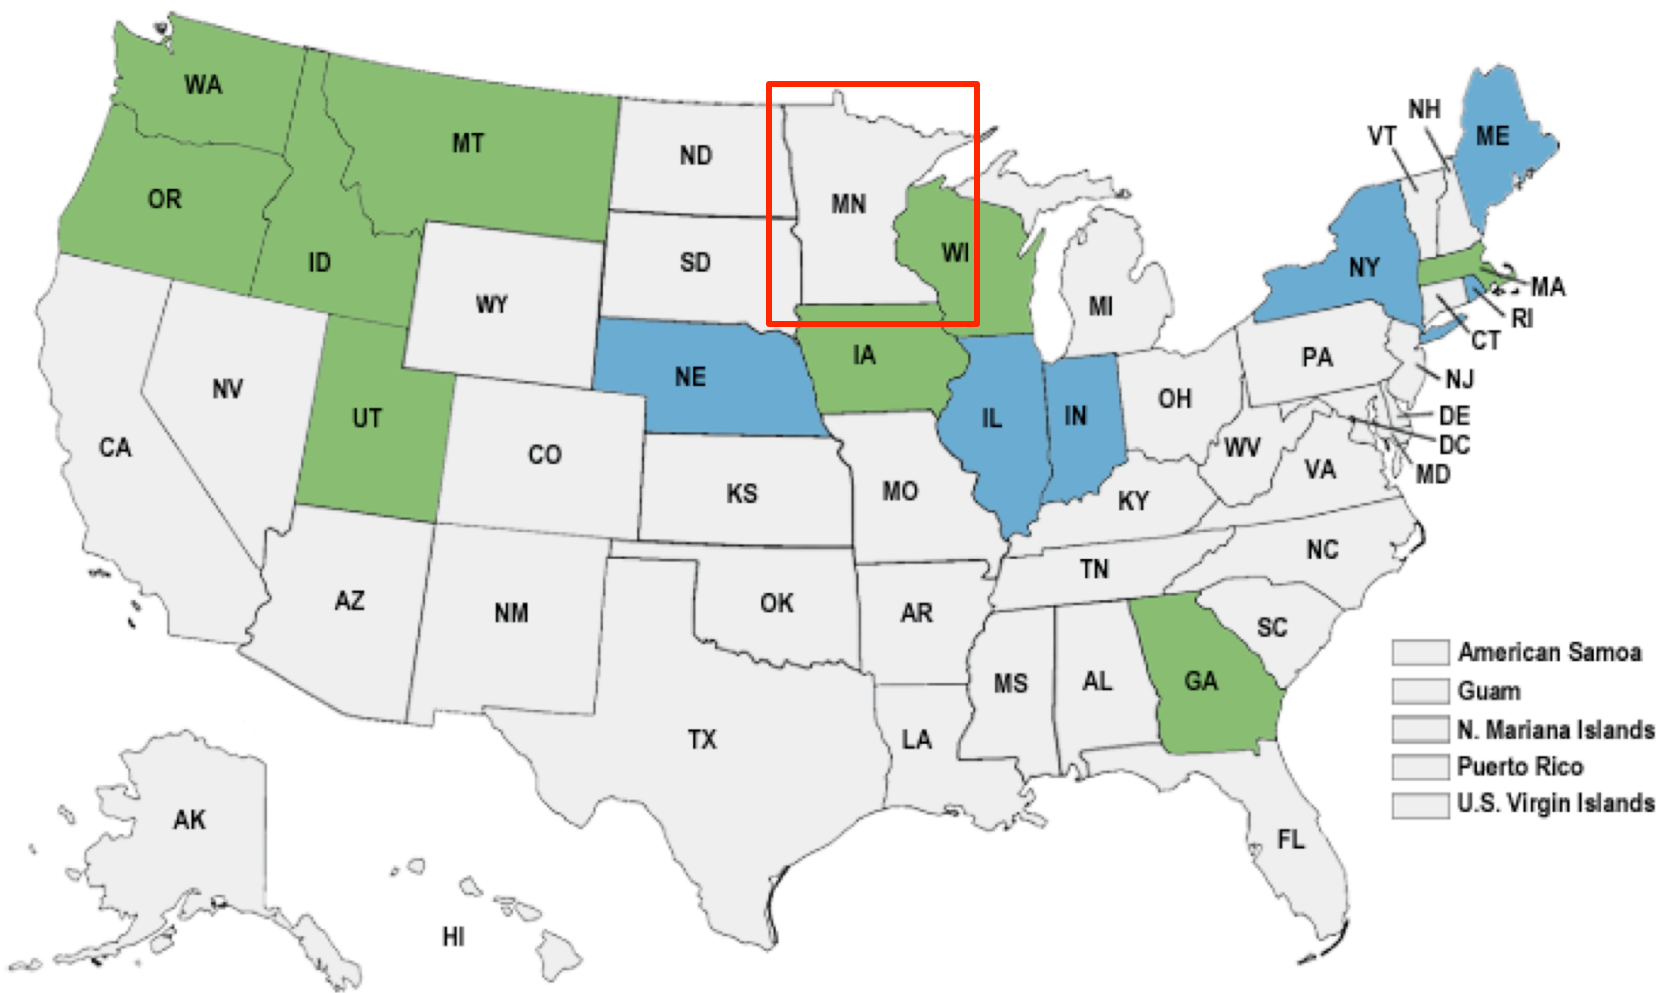 WA
MT
ND
MN
NH
VT
ME
OR
ID
SD
WI
NY
MA
WY
MI
RI
CT
IA
PA
NE
NJ
NV
UT
IL
IN
OH
DE
CA
CO
WV
DC
MD
VA
KS
MO
KY
NC
TN
AZ
NM
OK
AR
SC
MS
AL
GA
TX
LA
American Samoa
Guam
N. Mariana Islands
Puerto Rico
U.S. Virgin Islands
AK
FL
HI